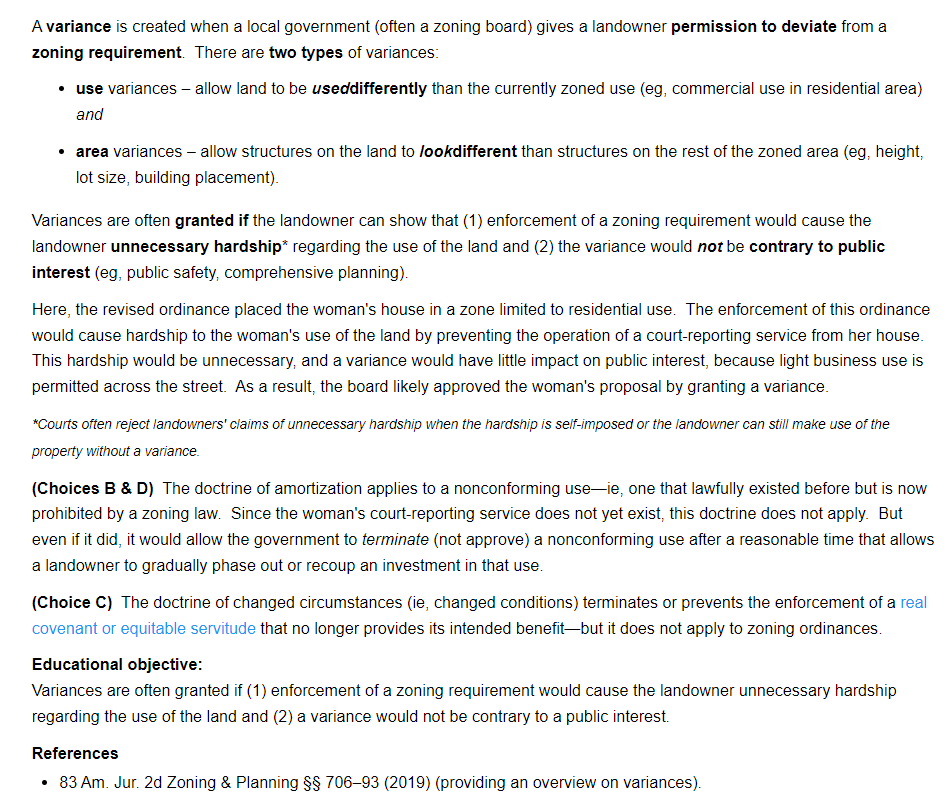 A variance is created when a local government (often a zoning board) gives a landowner permission to deviate from a
zoning requirement.  There are two types of variances:
• use variances – allow land to be useddifferently than the currently zoned use (eg, commercial use in residential area)
and
• area variances – allow structures on the land to lookdifferent than structures on the rest of the zoned area (eg, height,
lot size, building placement).
Variances are often granted if the landowner can show that (1) enforcement of a zoning requirement would cause the
landowner unnecessary hardship* regarding the use of the land and (2) the variance would not be contrary to public
interest (eg, public safety, comprehensive planning).
Here, the revised ordinance placed the woman's house in a zone limited to residential use.  The enforcement of this ordinance
would cause hardship to the woman's use of the land by preventing the operation of a court-reporting service from her house.
This hardship would be unnecessary, and a variance would have little impact on public interest, because light business use is
permitted across the street.  As a result, the board likely approved the woman's proposal by granting a variance.
*Courts often reject landowners' claims of unnecessary hardship when the hardship is self-imposed or the landowner can still make use of the
property without a variance.
(Choices B & D)  The doctrine of amortization applies to a nonconforming use—ie, one that lawfully existed before but is now
prohibited by a zoning law.  Since the woman's court-reporting service does not yet exist, this doctrine does not apply.  But
even if it did, it would allow the government to terminate (not approve) a nonconforming use after a reasonable time that allows
a landowner to gradually phase out or recoup an investment in that use.
(Choice C)  The doctrine of changed circumstances (ie, changed conditions) terminates or prevents the enforcement of a real
covenant or equitable servitude that no longer provides its intended benefit—but it does not apply to zoning ordinances.
Educational objective:
Variances are often granted if (1) enforcement of a zoning requirement would cause the landowner unnecessary hardship
regarding the use of the land and (2) a variance would not be contrary to a public interest.
References
• 83 Am. Jur. 2d Zoning & Planning §§ 706–93 (2019) (providing an overview on variances).